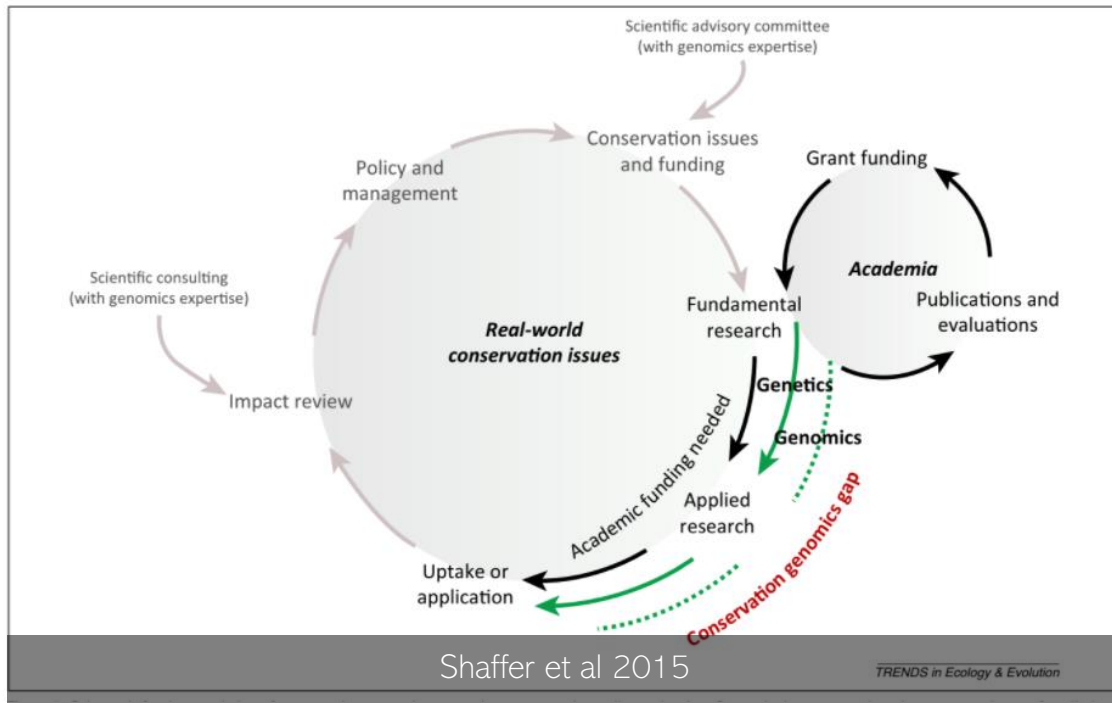 Scientific advisory committee
(with genomics expertise)
Conservation issues
and funding
Grant funding
Policy and
management
Academia
Scientific consulting
(with genomics expertise)
Publications and
evaluations
Fundamental
research
Real-world
conservation issues
Genetics
Impact review
Genomics
Academic funding needed
Applied
research
Conservation genomics gap
Uptake or
application
Shaffer et al 2015
TRENDS in Ecology & Evolution